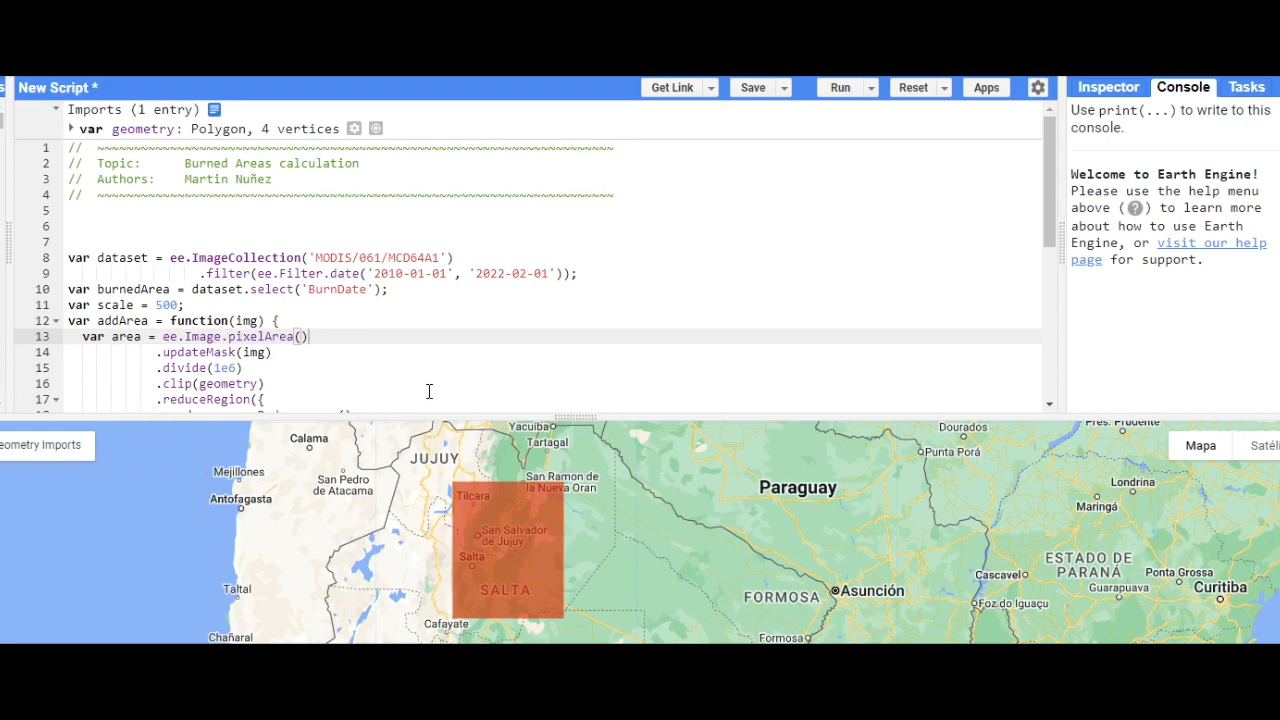 New Script *
Get Link
Save
Run
Reset
Apps
Inspector
Console
Tasks
Imports (1 entry)
var geometry: Polygon, 4 vertices
1 // ~~~~~~~~~~~~~~~~~~~~~~~~~~~~~~~~~~~~~~~~~~~~~~~~~~~~~~~~~~~~~~~~~~~~~~~
2 // Topic: Burned Areas calculation
3 // Authors: Martin Nuñez
4 // ~~~~~~~~~~~~~~~~~~~~~~~~~~~~~~~~~~~~~~~~~~~~~~~~~~~~~~~~~~~~~~~~~~~~~~~
5
6
7
8 var dataset = ee.ImageCollection('MODIS/061/MCD64A1')
9 .filter(ee.Filter.date('2010-01-01', '2022-02-01'));
10 var burnedArea = dataset.select('BurnDate');
11 var scale = 500;
12 var addArea = function(img) {
13 var area = ee.Image.pixelArea()
14 .updateMask(img)
15 .divide(1e6)
16 .clip(geometry)
17 .reduceRegion({
Use print(...) to write to this
console.
Welcome to Earth Engine!
Please use the help menu
above (?) to learn more
about how to use Earth
Engine, or visit our help
page for support.
eometry Imports
Mapa
Satéli
Calama
Yacuiba
Tartagal
Dourados
Pres. Prudente
JUJUY
Mejillones
San Pedro
de Atacama
San Ramon de
la Nueva Oran
Punta Porá
Londrina
Antofagasta
Tilcara
Paraguay
Maringá
San Salvador
de Jujuy
Salta
ESTADO DE
PARANÁ
Taltal
SALTA
FORMOSA
Asunción
Cascavel
Ponta Grossa
Guarapuava
Curitiba
Foz do Iguaçu
Cafayate
Chañaral
Formosa